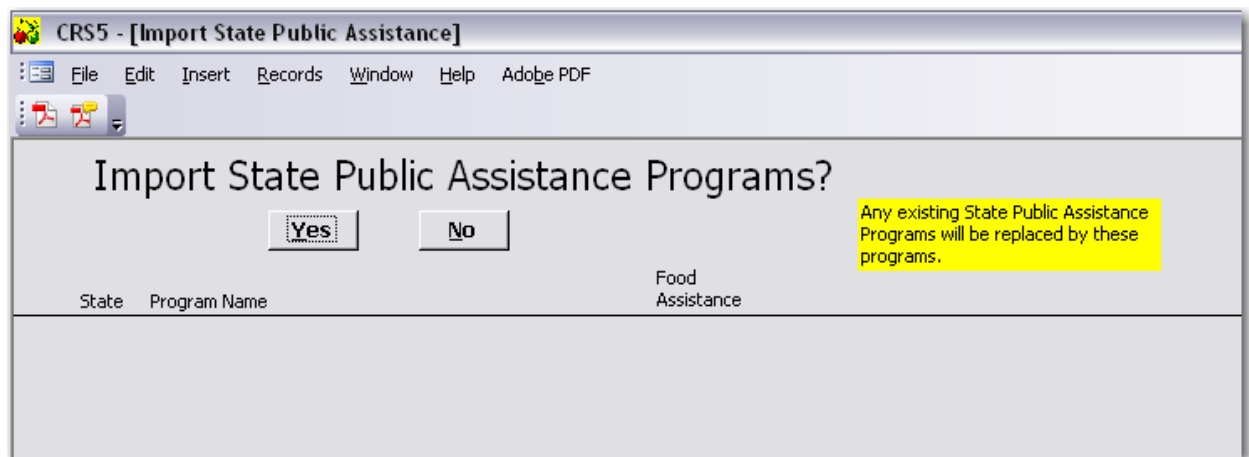 CRS5 - [Import State Public Assistance]
File Edit Insert Records Window Help Adobe PDF
Import State Public Assistance Programs?
Yes No
Any existing State Public Assistance
Programs will be replaced by these
programs.
Food
State Program Name Assistance